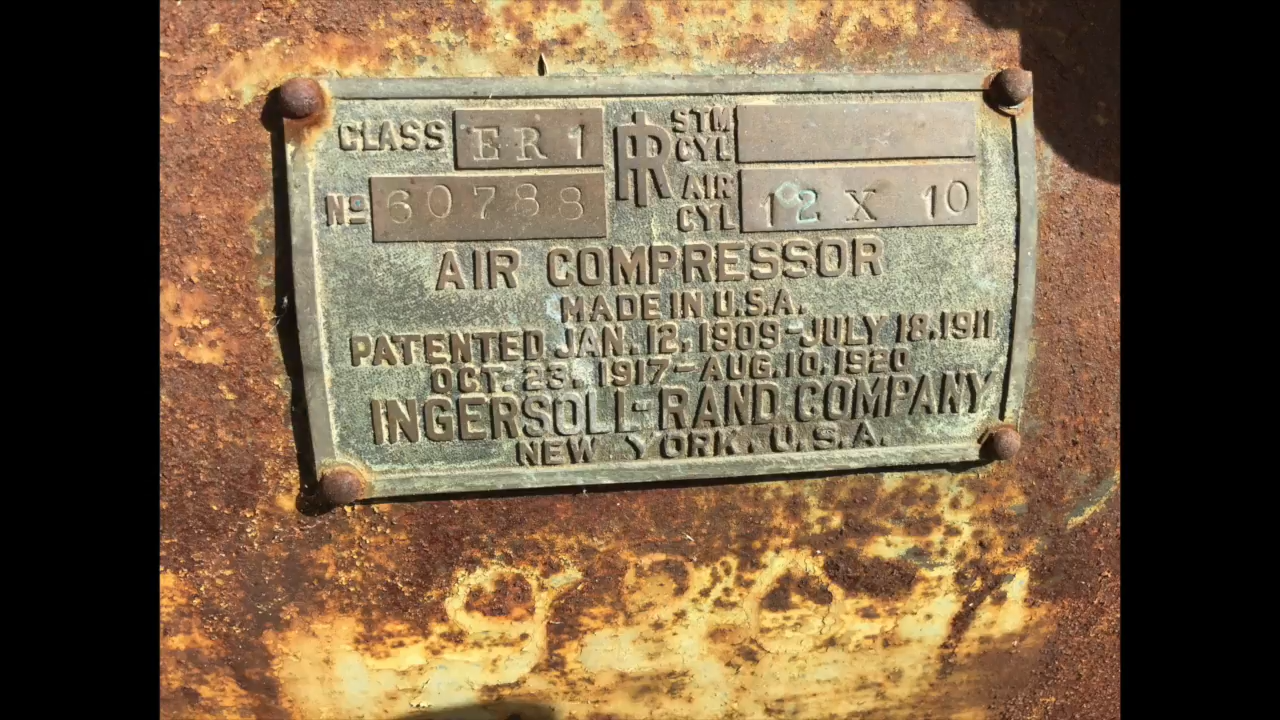 CLASS ER 1
Nº 60788
IR
STM CYL
AIR CYL 12 X 10
AIR COMPRESSOR
MADE IN U.S.A.
PATENTED JAN. 12. 1909-JULY 18.1911
OCT. 23. 1917-AUG.10.1920
INGERSOLL-RAND COMPANY
NEW YORK. U.S.A.